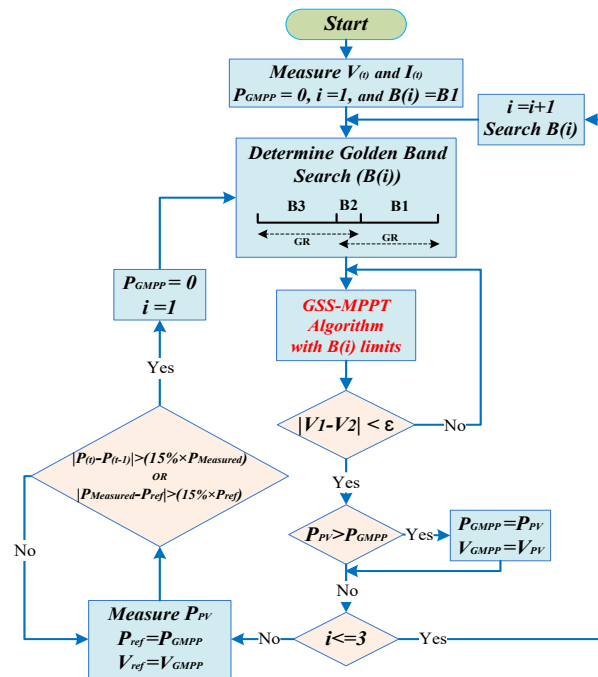 Start
Measure V(t) and I(t)
PGMPP = 0, i =1, and B(i) =B1
i =i+1
Search B(i)
Determine Golden Band
Search (B(i))
B3 B2 B1
GR
GR
PGMPP = 0
i =1
GSS-MPPT
Algorithm
with B(i) limits
Yes
|V1-V2| < ε
No
|P(t)-P(t-1)|>(15%×PMeasured)
OR
|PMeasured-Pref|>(15%×Pref)
Yes
PPV>PGMPP
Yes
PGMPP=PPV
VGMPP=VPV
No
No
Measure PPV
Pref=PGMPP
Vref=VGMPP
No
i<=3
Yes